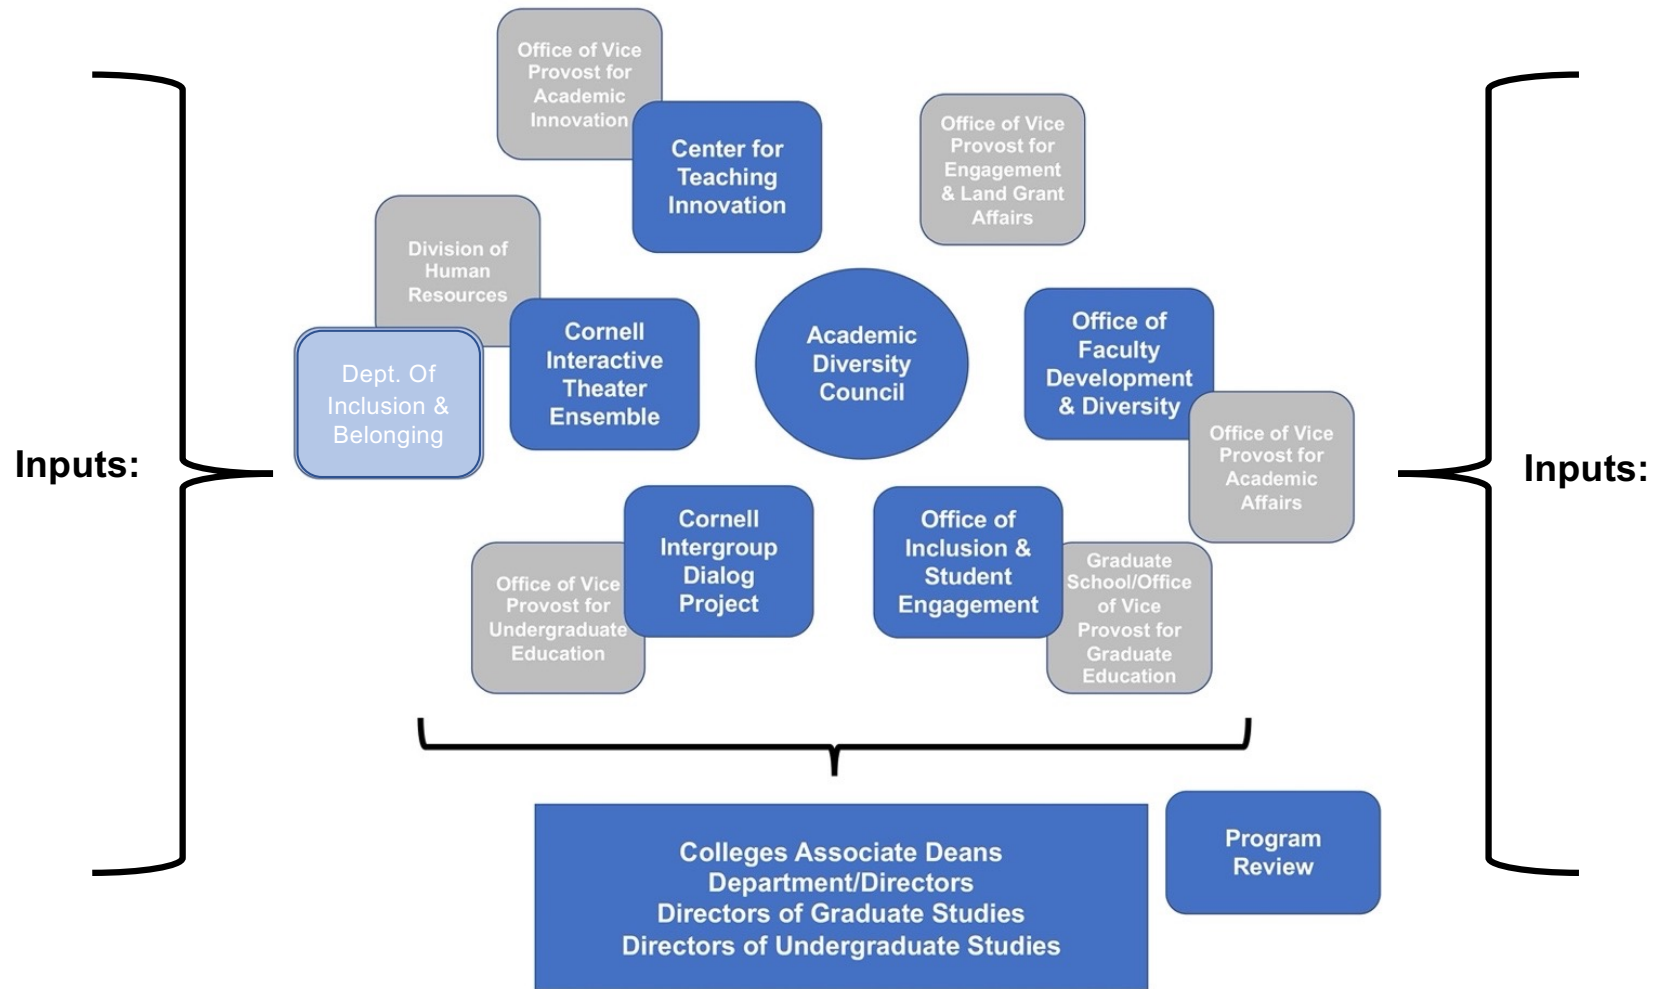 Office of Vice
Provost for
Academic
Innovation
Center for
Teaching
Innovation
Office of Vice
Provost for
Engagement
& Land Grant
Affairs
Division of
Human
Resources
Dept. Of
Inclusion &
Belonging
Cornell
Interactive
Theater
Ensemble
Academic
Diversity
Council
Office of
Faculty
Development
& Diversity
Office of Vice
Provost for
Academic
Affairs
Inputs:
Inputs:
Office of Vice
Provost for
Undergraduate
Education
Cornell
Intergroup
Dialog
Project
Office of
Inclusion &
Student
Engagement
Graduate
School/Office
of Vice
Provost for
Graduate
Education
Colleges Associate Deans
Department/Directors
Directors of Graduate Studies
Directors of Undergraduate Studies
Program
Review